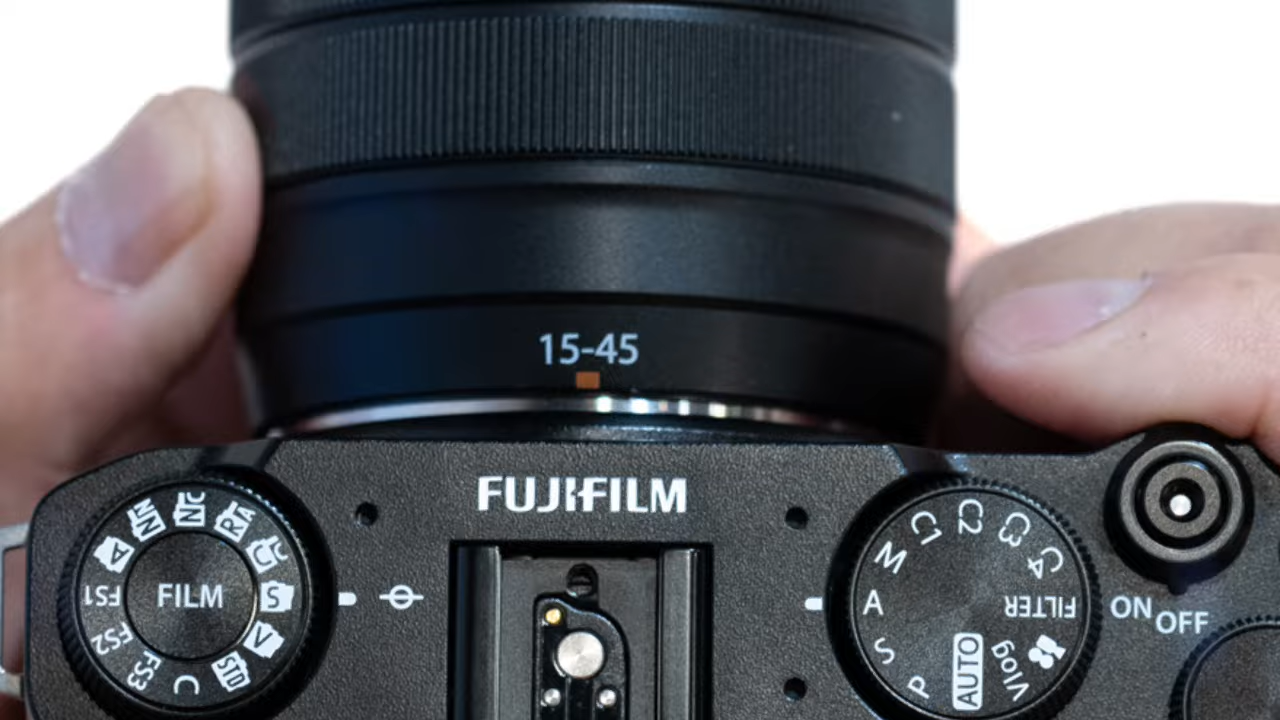 15-45
FUJIFILM
FILM
A
NN
NC
RA
CC
S
V
STD
C
FS3
FS2
FS1
M
C1
C2
C3
C4
FILTER
Vlog
AUTO
P
S
A
ON
OFF